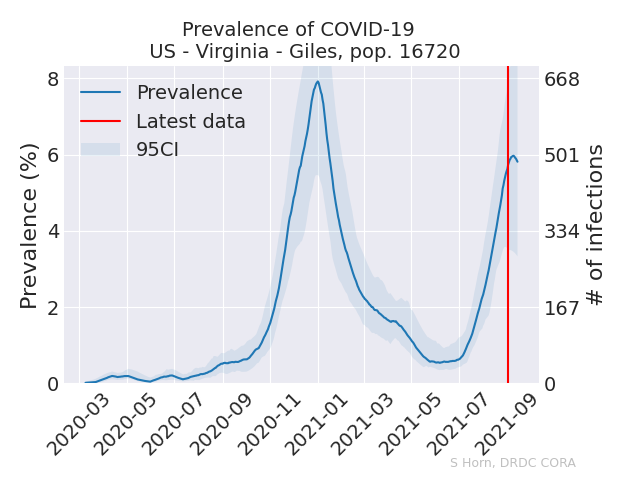 Prevalence of COVID-19
US - Virginia - Giles, pop. 16720
Prevalence
Latest data
95CI
Prevalence (%)
8
6
4
2
0
668
501
334
167
0
# of infections
2020-03
2020-05
2020-07
2020-09
2020-11
2021-01
2021-03
2021-05
2021-07
2021-09
S Horn, DRDC CORA